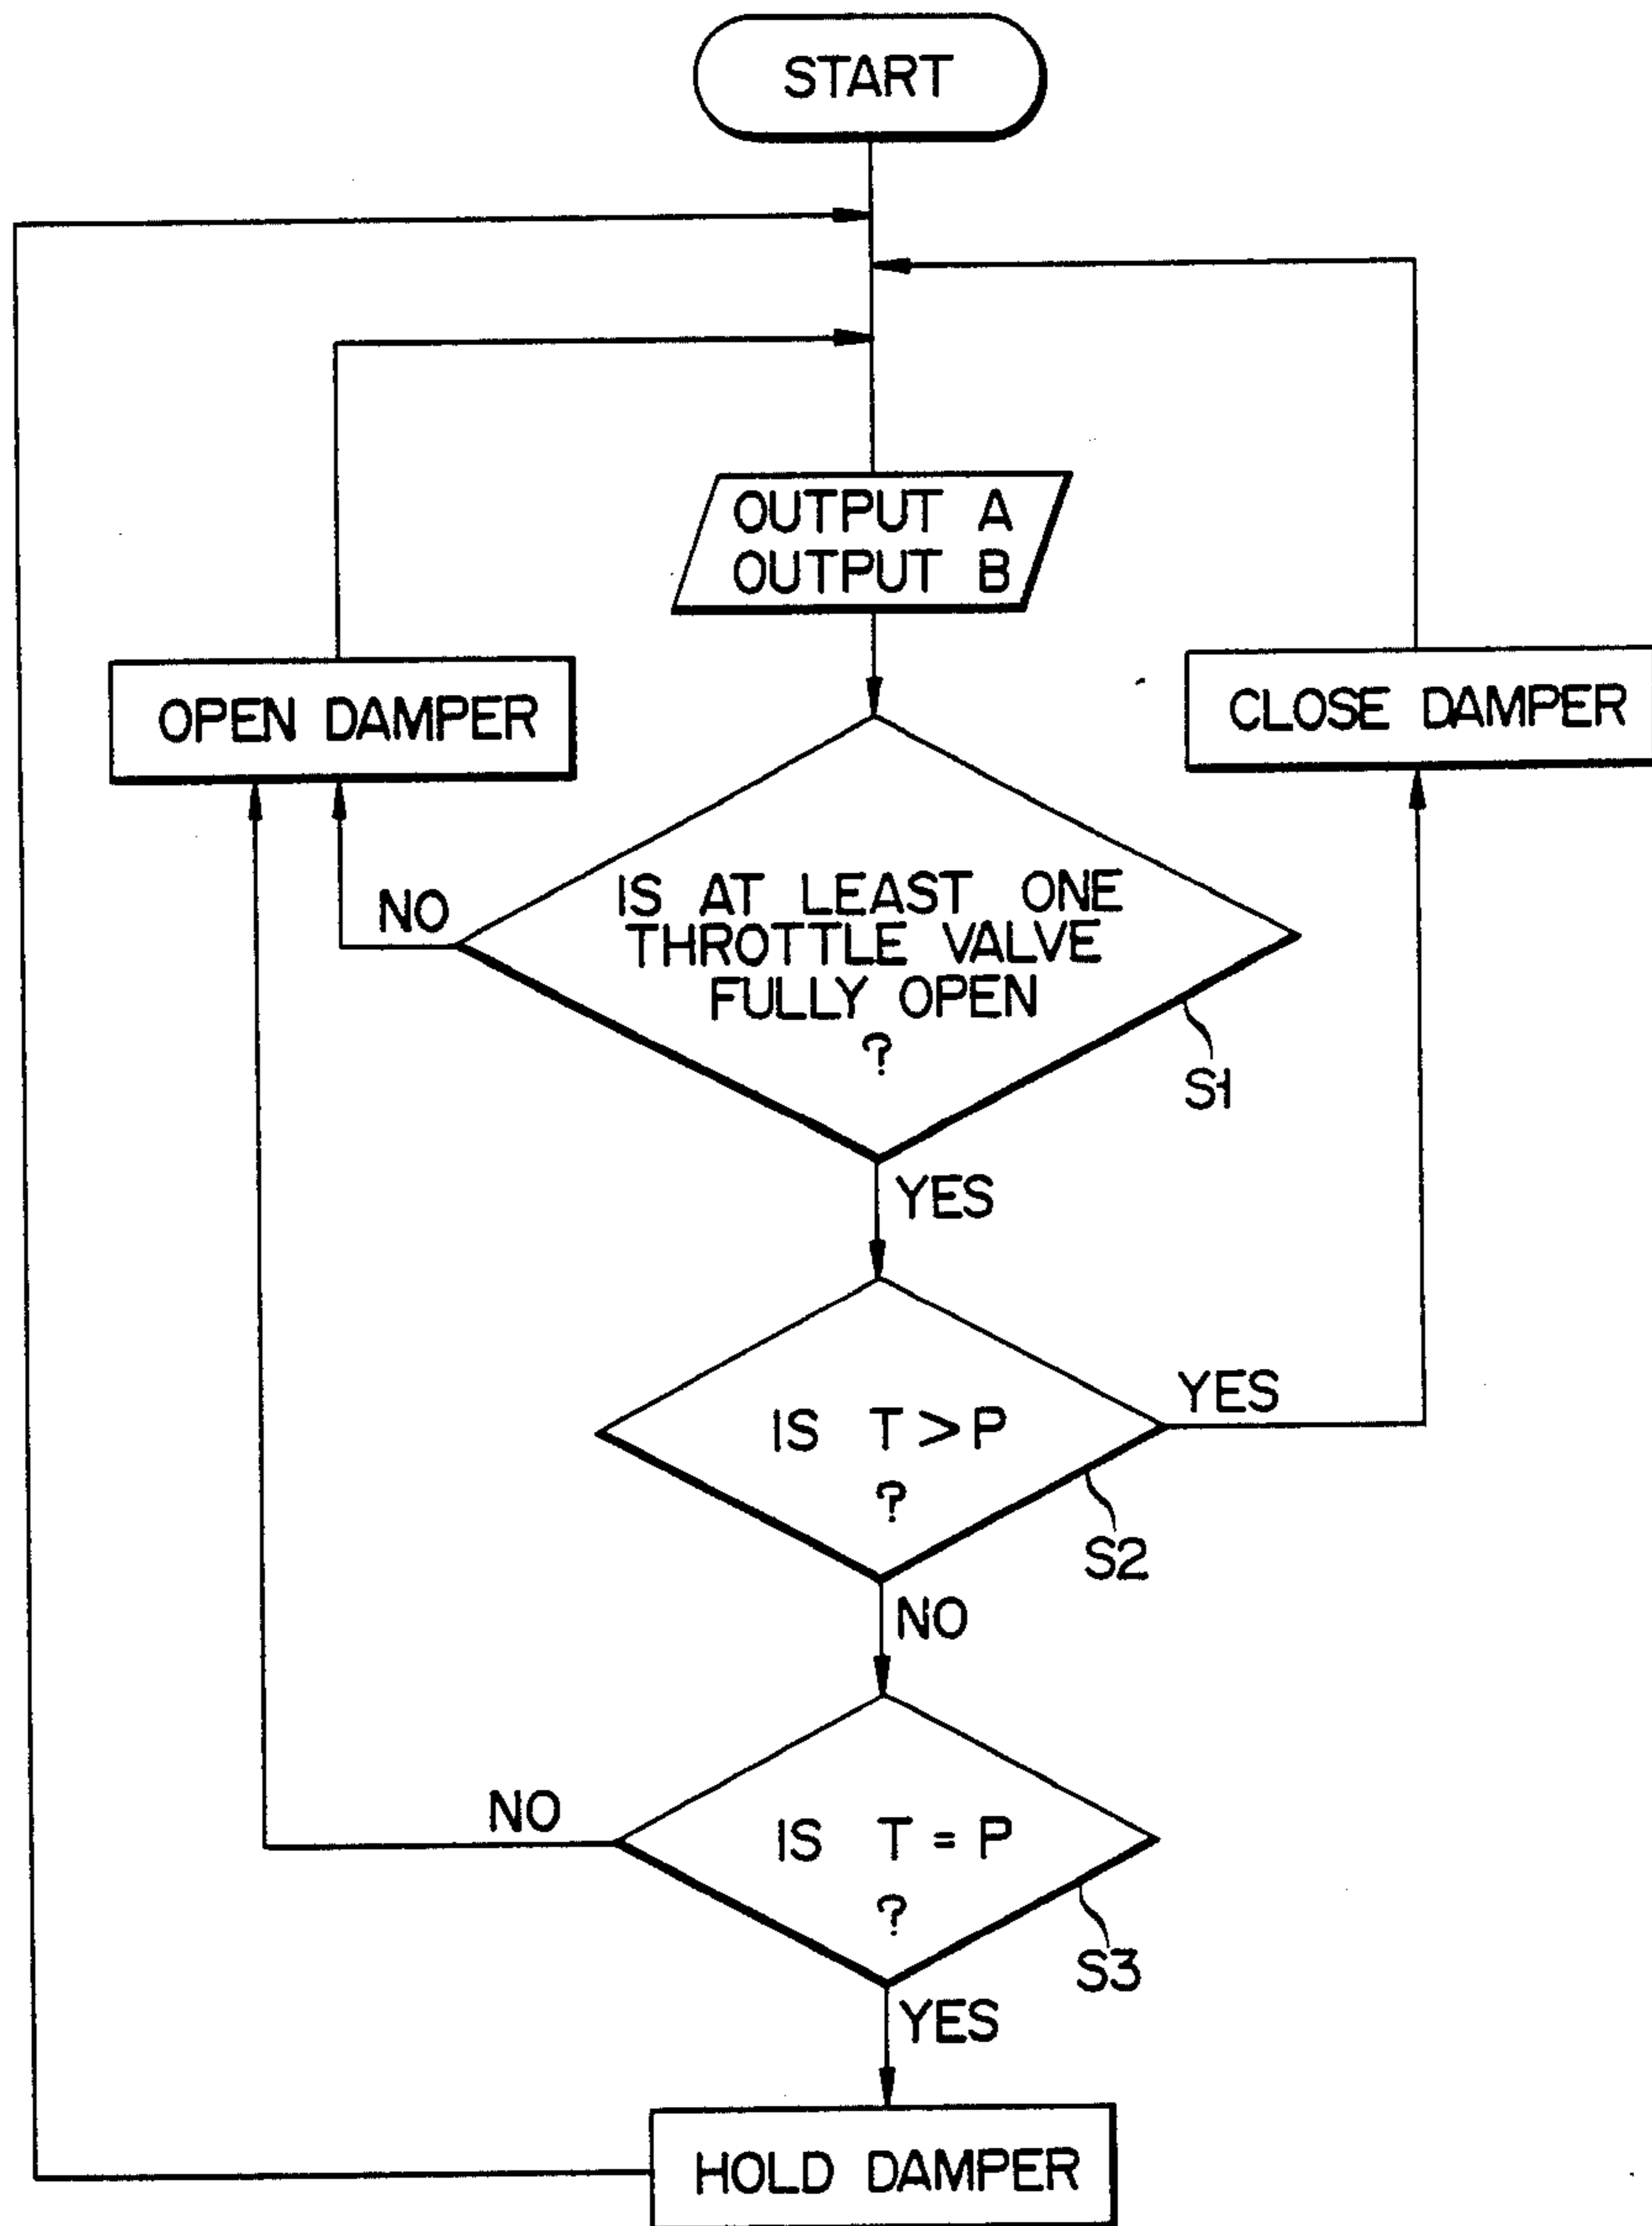 START
OUTPUT A
OUTPUT B
OPEN DAMPER
CLOSE DAMPER
NO
IS AT LEAST ONE
THROTTLE VALVE
FULLY OPEN
?
S1
YES
YES
IS T>P
?
S2
NO
NO
IS T=P
?
S3
YES
HOLD DAMPER